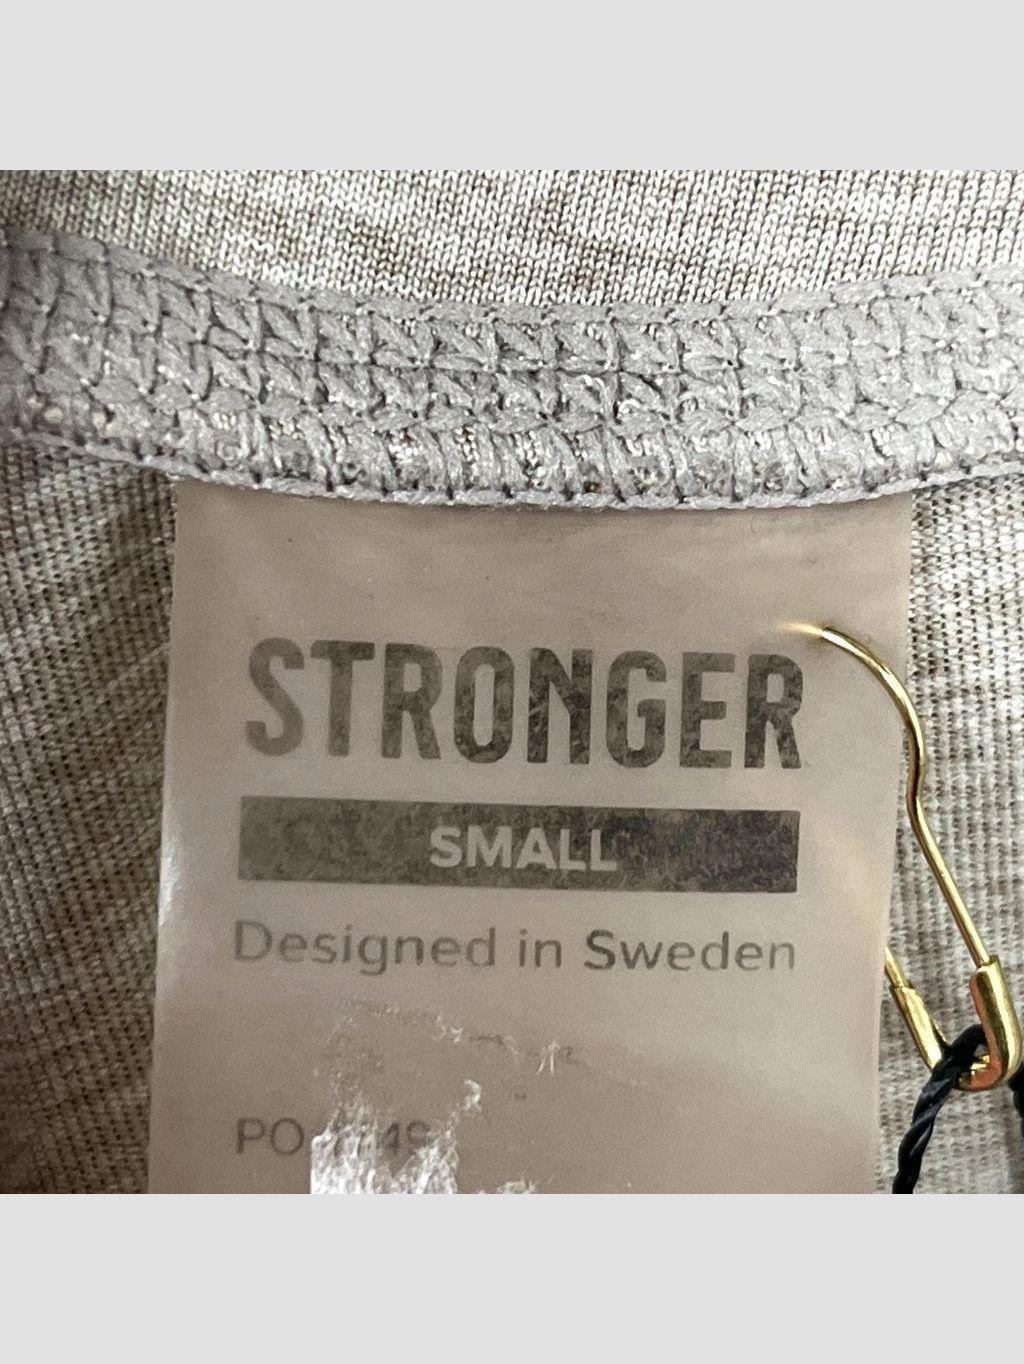 STRONGER
SMALL
Designed in Sweden